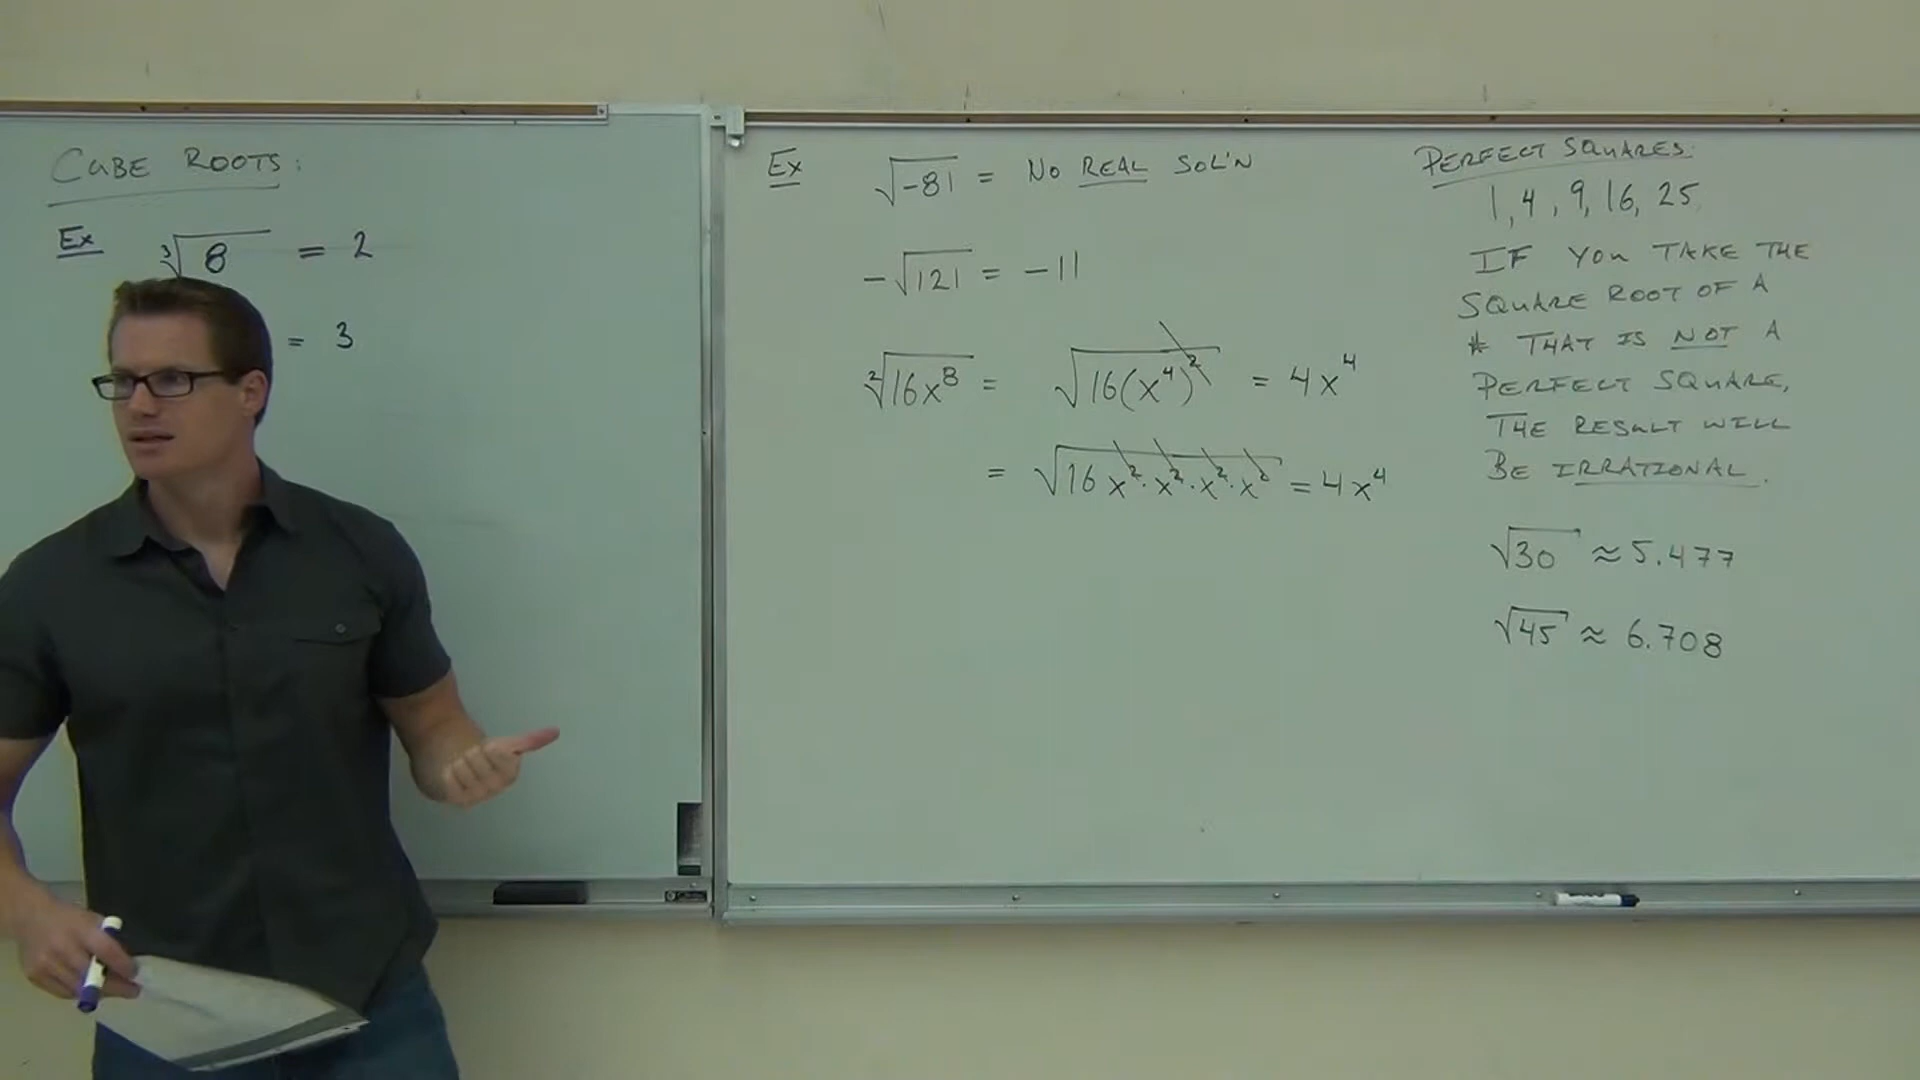 CUBE ROOTS:
Ex ∛8 = 2
= 3
Ex √-81 = NO REAL SOL'N
-√121 = -11
²√16x⁸ = √16(x⁴)² = 4x⁴
= √16x²·x²·x²·x² = 4x⁴
PERFECT SQUARES:
1, 4, 9, 16, 25
IF YOU TAKE THE
SQUARE ROOT OF A
# THAT IS NOT A
PERFECT SQUARE,
THE RESULT WILL
BE IRRATIONAL.
√30 ≈ 5.477
√45 ≈ 6.708